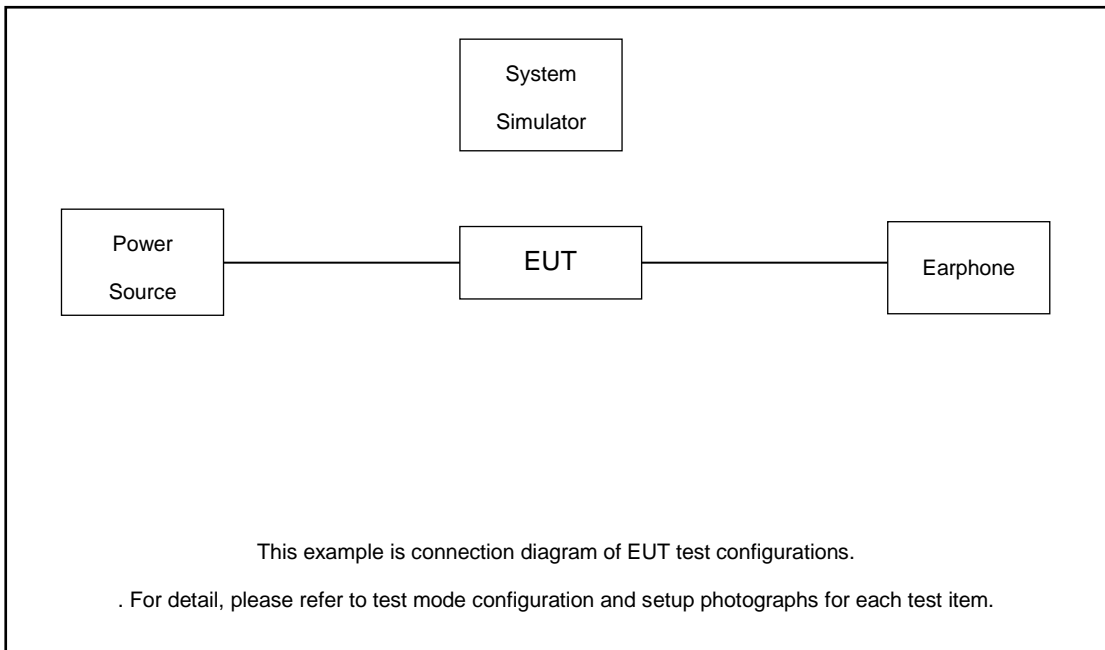 System
Simulator
Power
Source
EUT
Earphone
This example is connection diagram of EUT test configurations.
. For detail, please refer to test mode configuration and setup photographs for each test item.